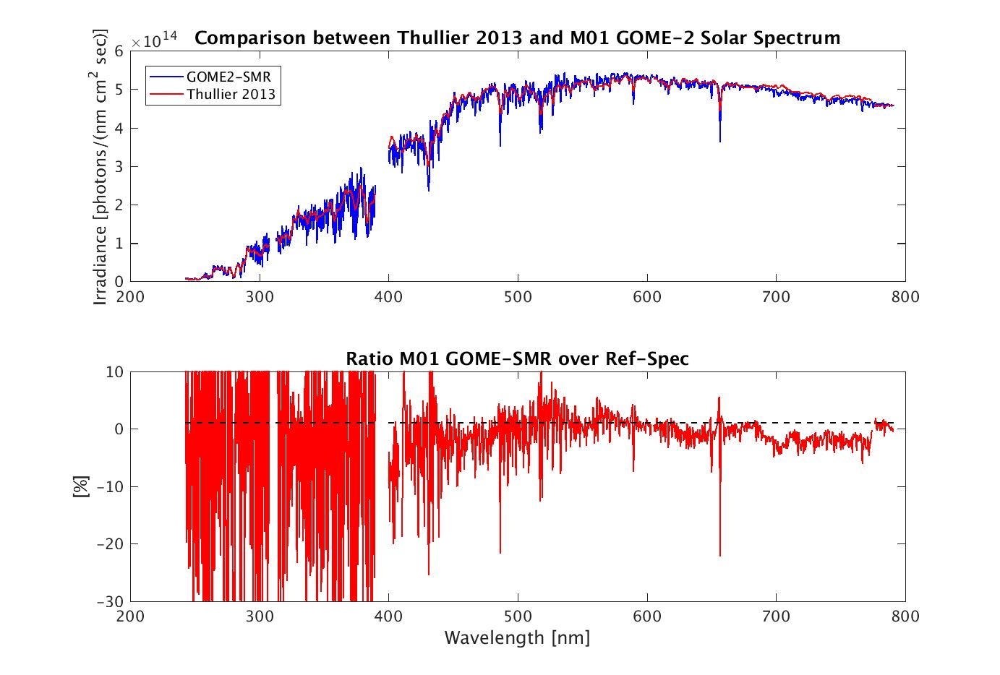 Comparison between Thullier 2013 and M01 GOME-2 Solar Spectrum
×10^14
Irradiance [photons/(nm cm^2 sec)]
6
5
4
3
2
1
0
GOME2-SMR
Thullier 2013
200 300 400 500 600 700 800
Ratio M01 GOME-SMR over Ref-Spec
[%]
10
0
-10
-20
-30
200 300 400 500 600 700 800
Wavelength [nm]